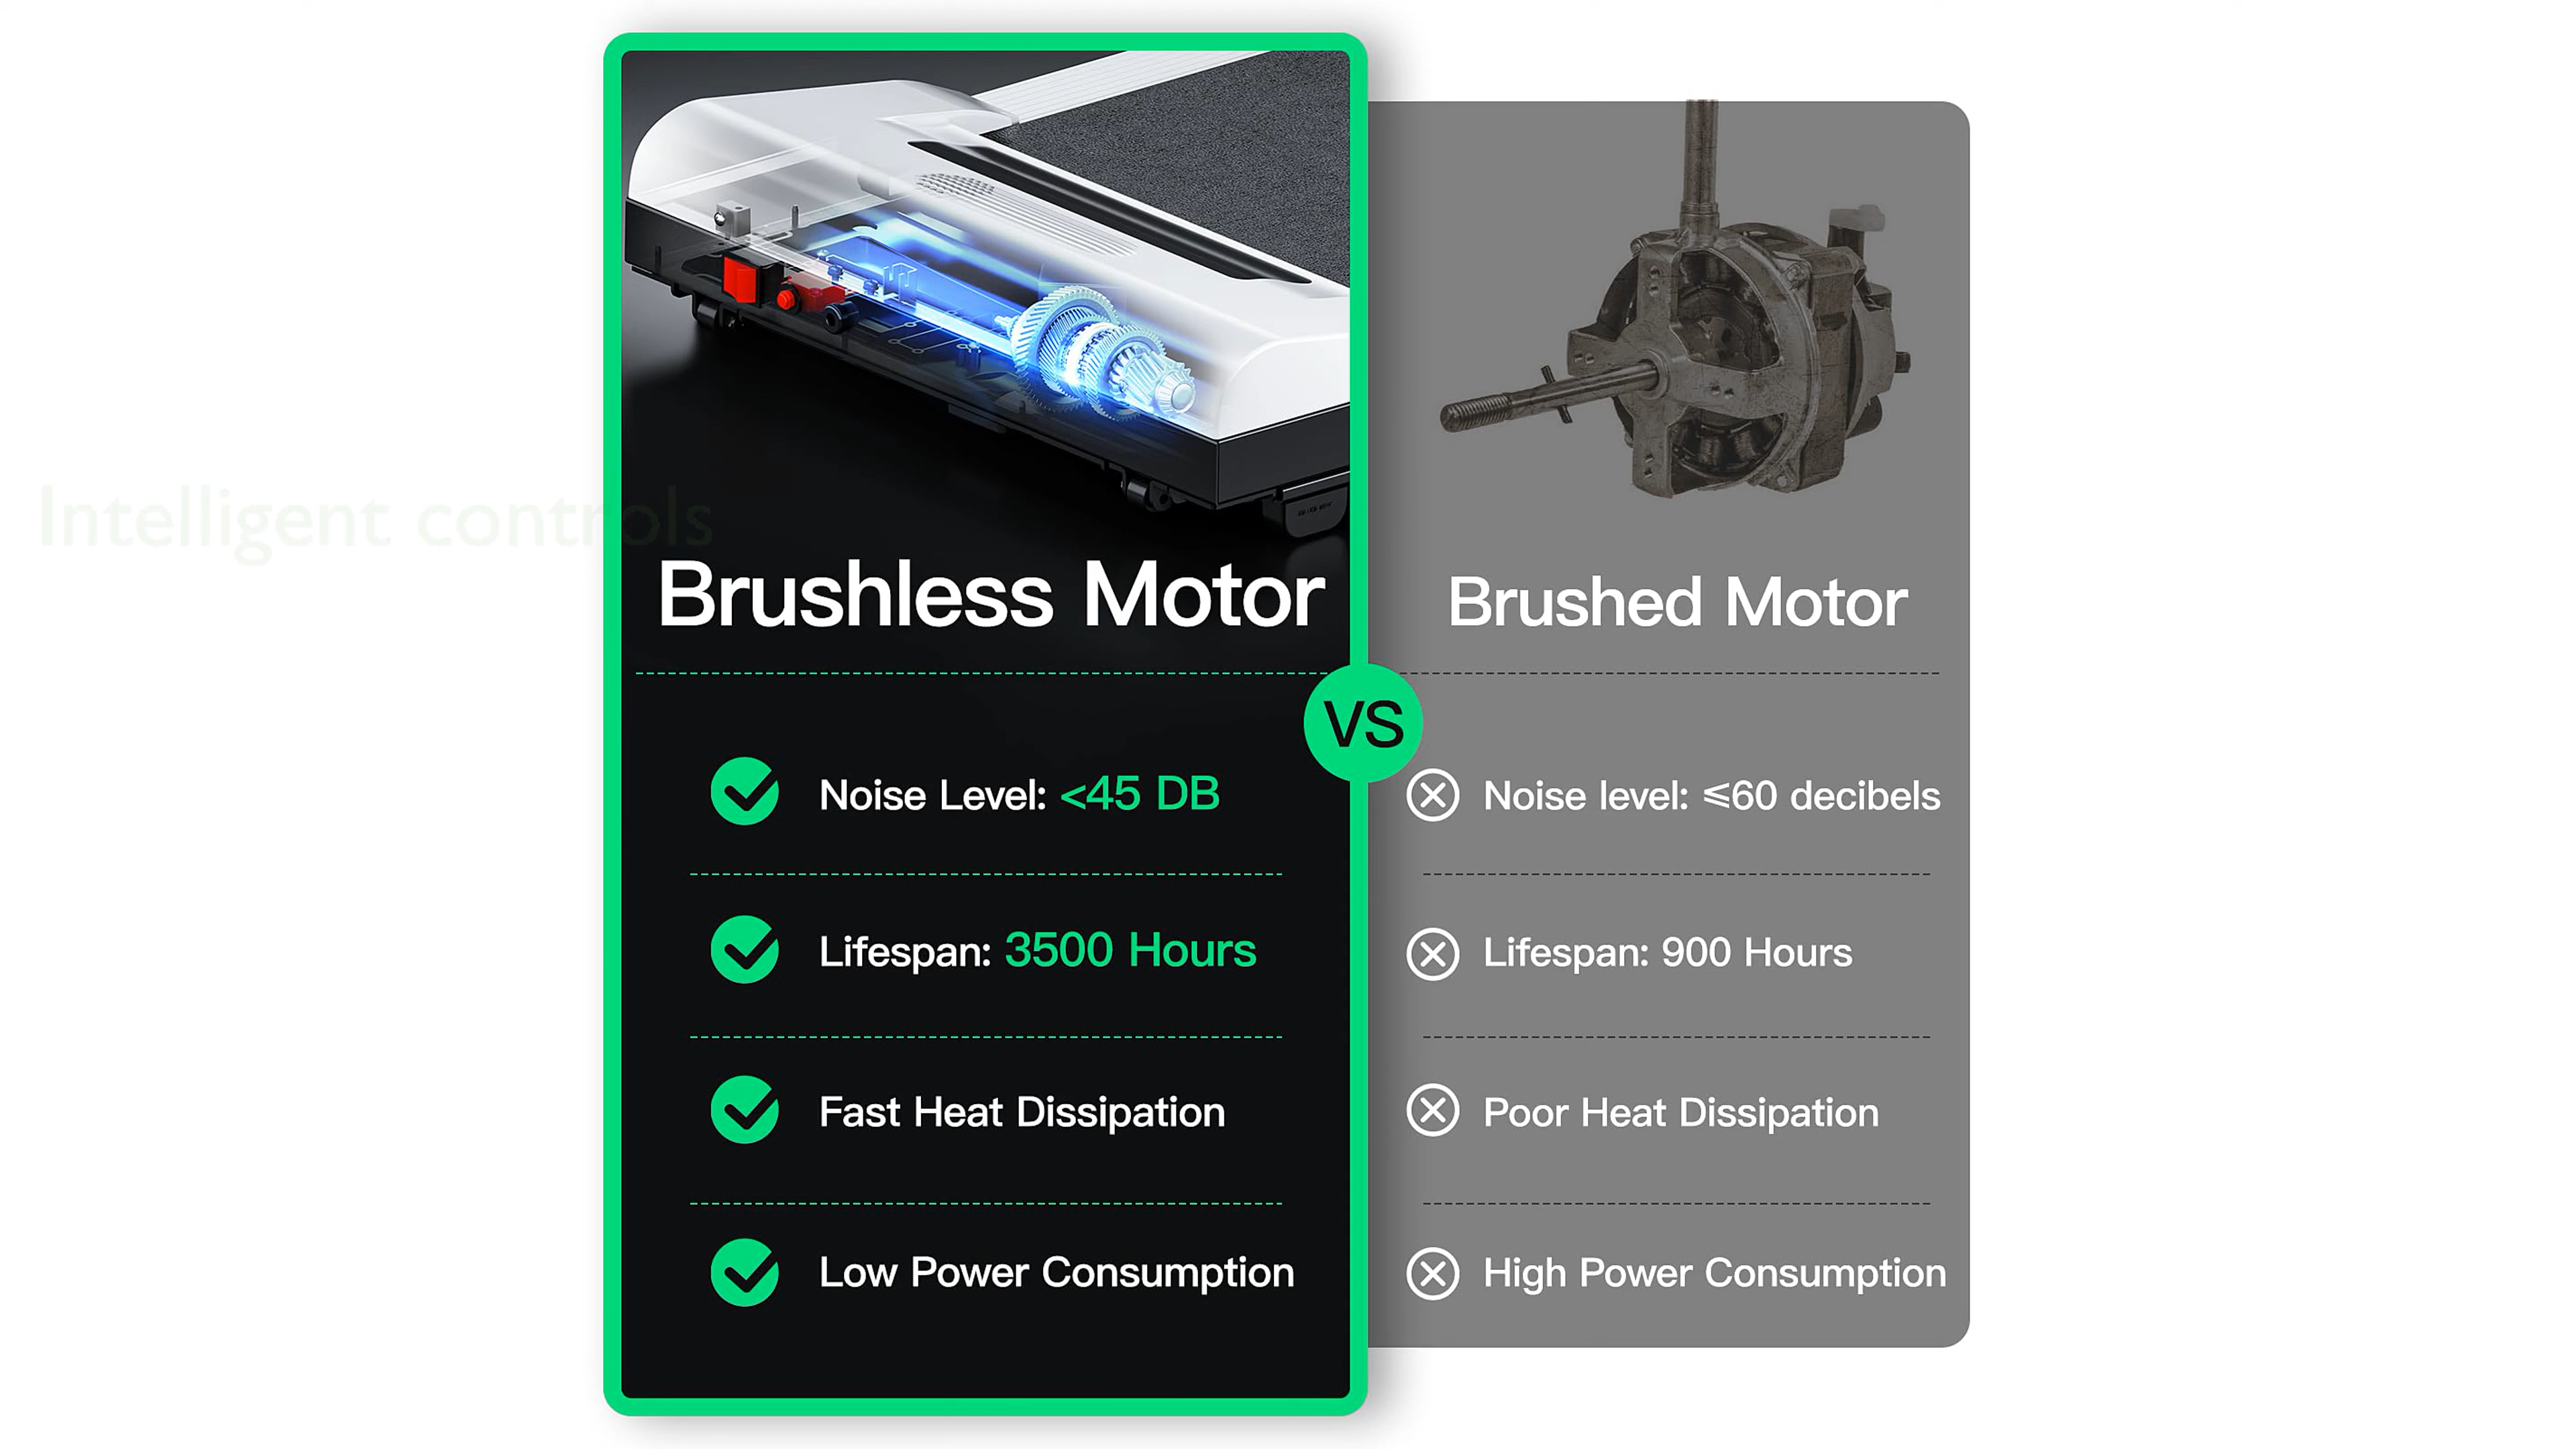 Intelligent controls
Brushless Motor
Noise Level: <45 DB
Lifespan: 3500 Hours
Fast Heat Dissipation
Low Power Consumption
VS
Brushed Motor
Noise level: ≤60 decibels
Lifespan: 900 Hours
Poor Heat Dissipation
High Power Consumption